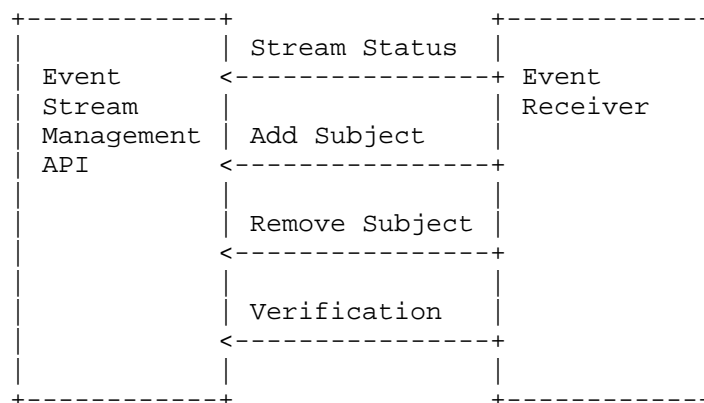 Stream Status
Event Event
Stream Receiver
Management Add Subject
API
Remove Subject
Verification